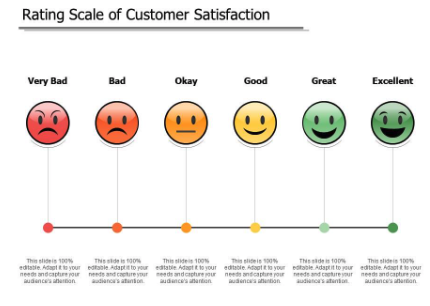 Rating Scale of Customer Satisfaction
Very Bad
Bad
Okay
Good
Great
Excellent
This slide is 100%
editable. Adapt it to your
needs and capture your
audience's attention.
This slide is 100%
editable. Adapt it to your
needs and capture your
audience's attention.
This slide is 100%
editable. Adapt it to your
needs and capture your
audience's attention.
This slide is 100%
editable. Adapt it to your
needs and capture your
audience's attention.
This slide is 100%
editable. Adapt it to your
needs and capture your
audience's attention.
This slide is 100%
editable. Adapt it to your
needs and capture your
audience's attention.